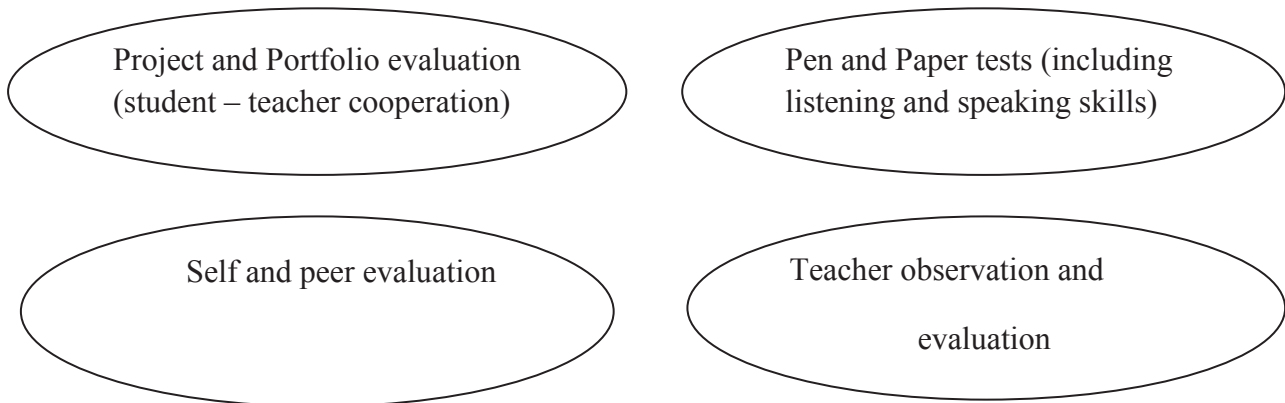 Project and Portfolio evaluation
(student – teacher cooperation)
Pen and Paper tests (including
listening and speaking skills)
Self and peer evaluation
Teacher observation and
evaluation